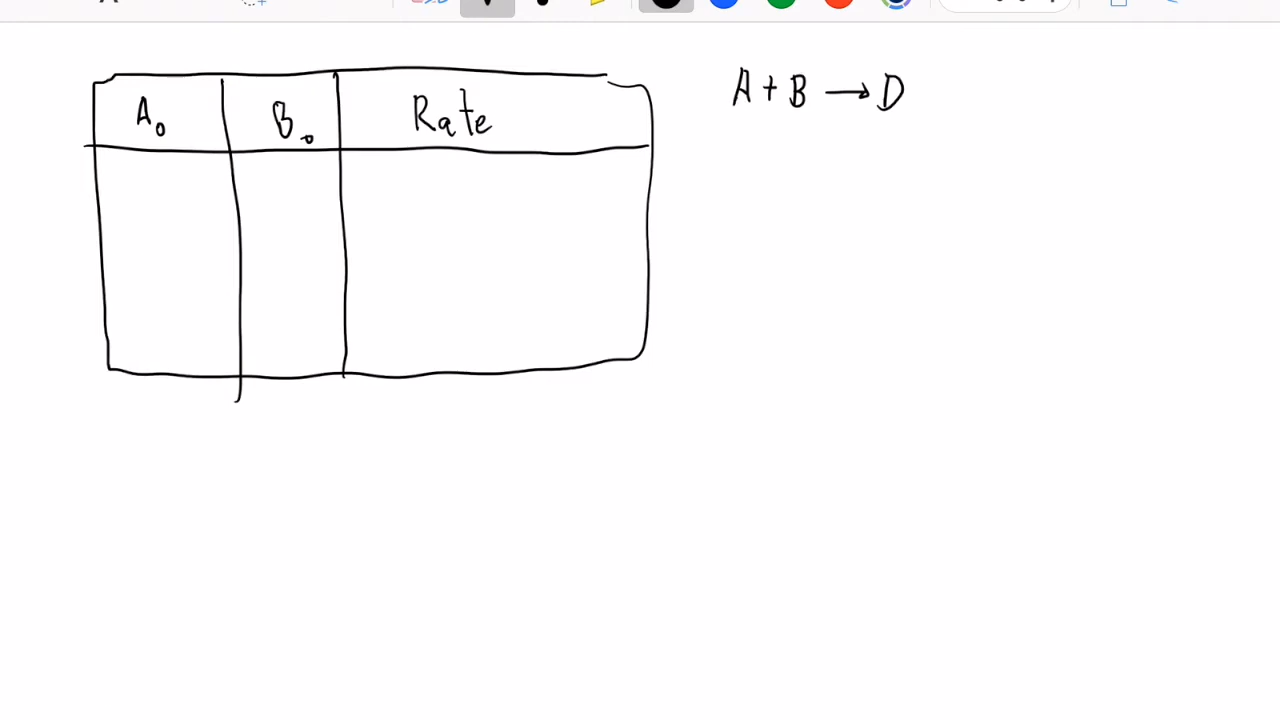 A₀ B₀ Rate
A + B → D